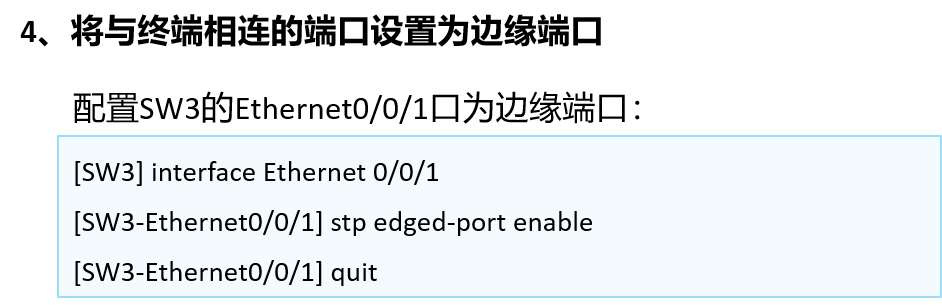 4、将与终端相连的端口设置为边缘端口
配置SW3的Ethernet0/0/1口为边缘端口：
[SW3] interface Ethernet 0/0/1
[SW3-Ethernet0/0/1] stp edged-port enable
[SW3-Ethernet0/0/1] quit